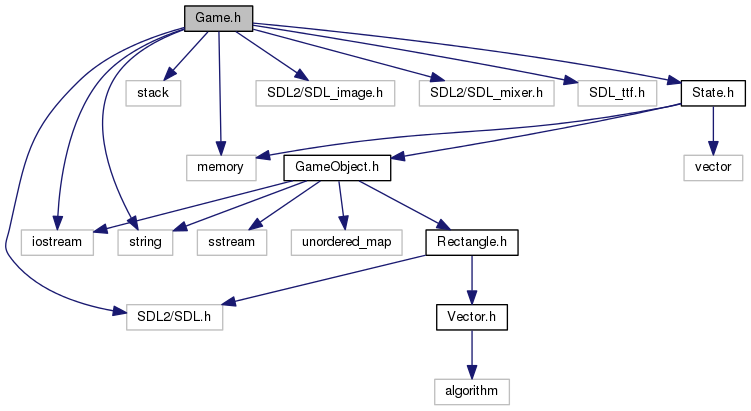 Game.h
stack
SDL2/SDL_image.h
SDL2/SDL_mixer.h
SDL_ttf.h
State.h
memory
GameObject.h
vector
iostream
string
sstream
unordered_map
Rectangle.h
SDL2/SDL.h
Vector.h
algorithm